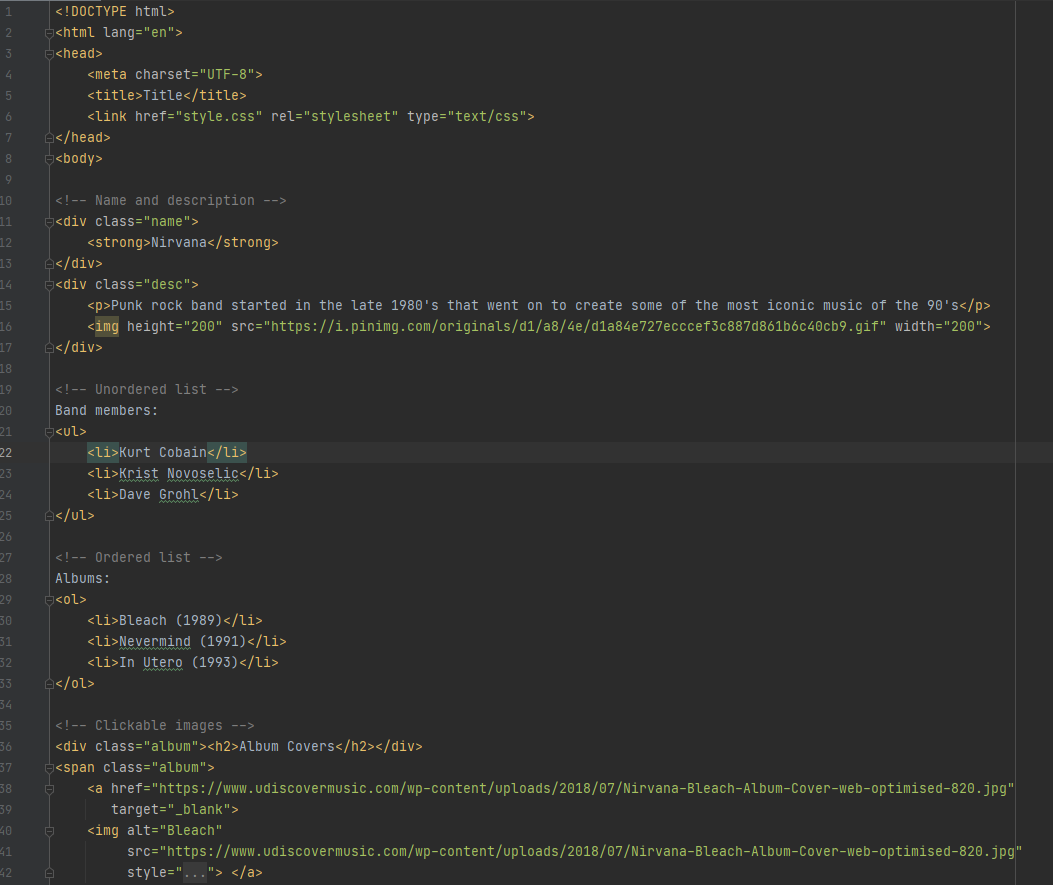 1 <!DOCTYPE html>
2 <html lang="en">
3 <head>
4 <meta charset="UTF-8">
5 <title>Title</title>
6 <link href="style.css" rel="stylesheet" type="text/css">
7 </head>
8 <body>
9
10 <!-- Name and description -->
11 <div class="name">
12 <strong>Nirvana</strong>
13 </div>
14 <div class="desc">
15 <p>Punk rock band started in the late 1980's that went on to create some of the most iconic music of the 90's</p>
16 <img height="200" src="https://i.pinimg.com/originals/d1/a8/4e/d1a84e727ecccef3c887d861b6c40cb9.gif" width="200">
17 </div>
18
19 <!-- Unordered list -->
20 Band members:
21 <ul>
22 <li>Kurt Cobain</li>
23 <li>Krist Novoselic</li>
24 <li>Dave Grohl</li>
25 </ul>
26
27 <!-- Ordered list -->
28 Albums:
29 <ol>
30 <li>Bleach (1989)</li>
31 <li>Nevermind (1991)</li>
32 <li>In Utero (1993)</li>
33 </ol>
34
35 <!-- Clickable images -->
36 <div class="album"><h2>Album Covers</h2></div>
37 <span class="album">
38 <a href="https://www.udiscovermusic.com/wp-content/uploads/2018/07/Nirvana-Bleach-Album-Cover-web-optimised-820.jpg"
39 target="_blank">
40 <img alt="Bleach"
41 src="https://www.udiscovermusic.com/wp-content/uploads/2018/07/Nirvana-Bleach-Album-Cover-web-optimised-820.jpg"
42 style="..."> </a>